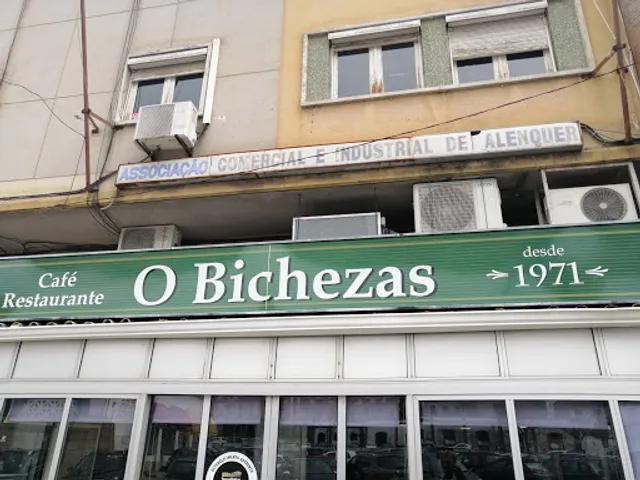 ASSOCIAÇÃO COMERCIAL E INDUSTRIAL DE ALENQUER
Café
Restaurante
O Bichezas
desde
1971